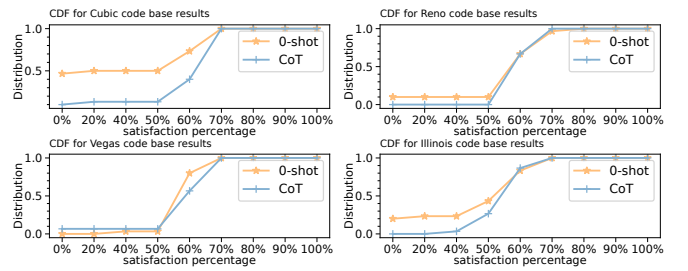 CDF for Cubic code base results
Distribution
1.0
0.5
0-shot
CoT
0% 20% 40% 50% 60% 70% 80% 90% 100%
satisfaction percentage
CDF for Reno code base results
Distribution
1.0
0.5
0.0
0-shot
CoT
0% 20% 40% 50% 60% 70% 80% 90% 100%
satisfaction percentage
CDF for Vegas code base results
Distribution
1.0
0.5
0.0
0-shot
CoT
0% 20% 40% 50% 60% 70% 80% 90% 100%
satisfaction percentage
CDF for Illinois code base results
Distribution
1.0
0.5
0.0
0-shot
CoT
0% 20% 40% 50% 60% 70% 80% 90% 100%
satisfaction percentage